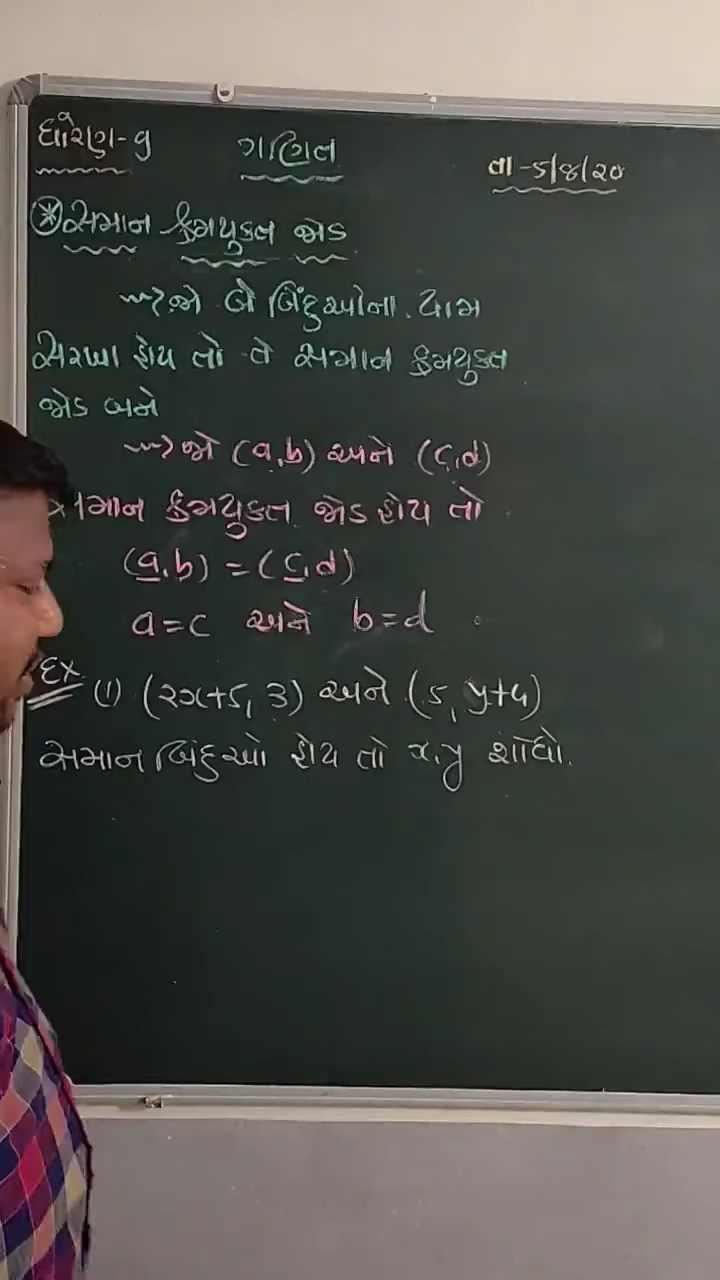 ધોરણ-9 ગણિત તા-5/8/20
* સમાન ક્રમયુક્ત જોડ
~~> જો બે બિંદુઓના યામ
સરખા હોય તો તે સમાન ક્રમયુક્ત
જોડ બને
~~> જો (a,b) અને (c,d)
સમાન ક્રમયુક્ત જોડ હોય તો
(a,b) = (c,d)
a=c અને b=d
Ex (1) (2x+5, 3) અને (5, y+4)
સમાન બિંદુઓ હોય તો x,y શોધો.